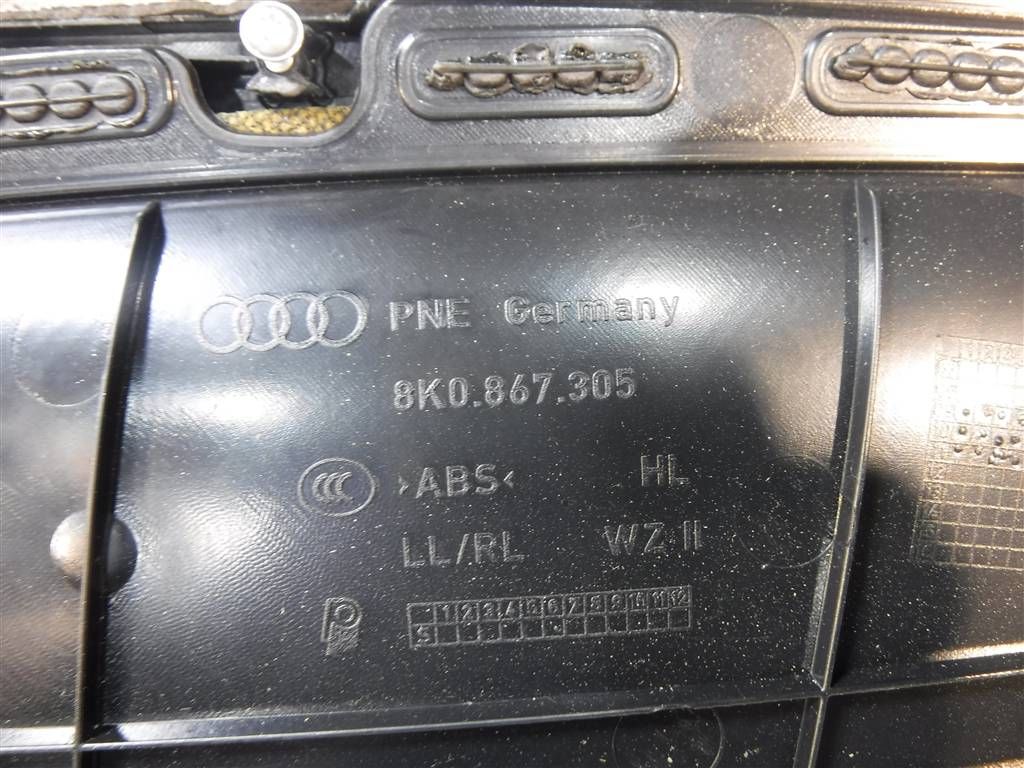 PNE Germany
8K0.867.305
CCC >ABS< HL
LL/RL WZ II
1 2 3 4 5 6 7 8 9 10 11 12